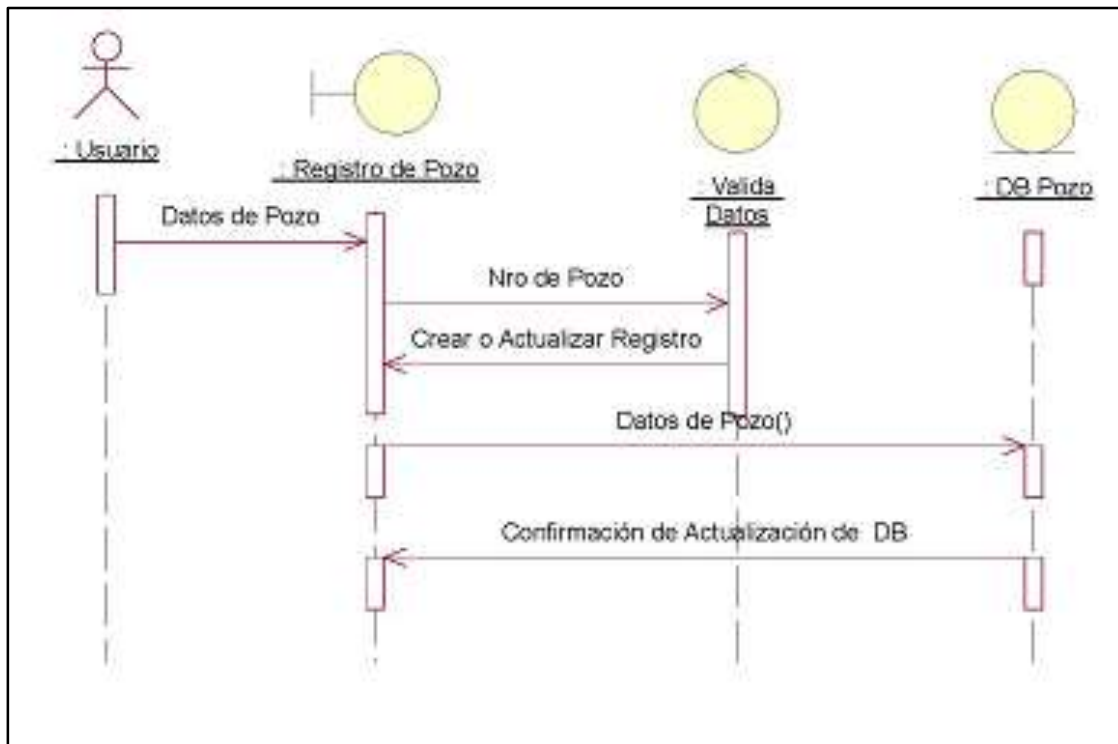 : Usuario
: Registro de Pozo
: Valida
Datos
: DB Pozo
Datos de Pozo
Nro de Pozo
Crear o Actualizar Registro
Datos de Pozo()
Confirmación de Actualización de DB